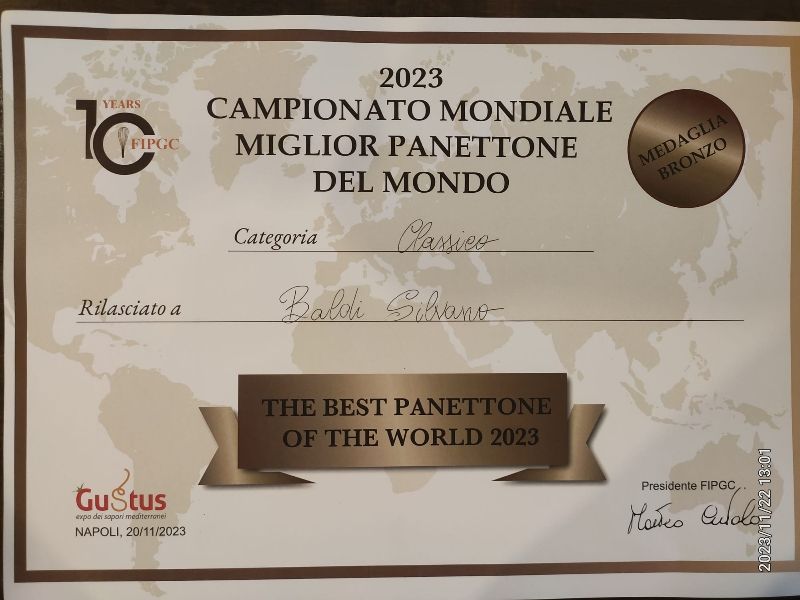 2023
CAMPIONATO MONDIALE
MIGLIOR PANETTONE
DEL MONDO
10 YEARS
FIPGC
MEDAGLIA
BRONZO
Categoria Classico
Rilasciato a Baldi Silvano
THE BEST PANETTONE
OF THE WORLD 2023
Gustus
expo dei sapori mediterranei
NAPOLI, 20/11/2023
Presidente FIPGC
Matteo Cutolo
2023/11/22 13:01